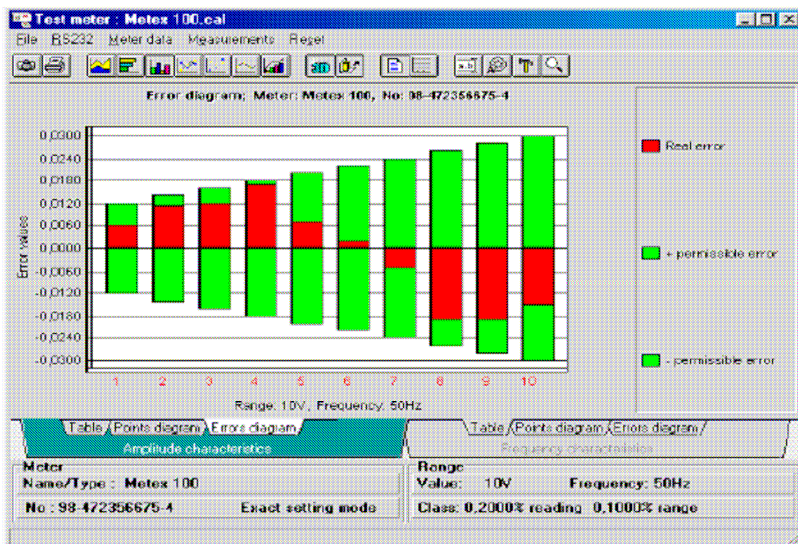 Test meter : Metex 100.cal
File RS232 Meter data Measurements Reset
Error diagram; Meter: Metex 100, No: 98-472356675-4
Error values
0,0300
0,0240
0,0180
0,0120
0,0060
0,0000
-0,0060
-0,0120
-0,0180
-0,0240
-0,0300
1 2 3 4 5 6 7 8 9 10
Range: 10V, Frequency: 50Hz
Real error
+ permissible error
- permissible error
Table Points diagram Errors diagram
Amplitude characteristics
Table Points diagram Errors diagram
Frequency characteristics
Meter
Name/Type : Metex 100
No : 98-472356675-4 Exact setting mode
Range
Value: 10V Frequency: 50Hz
Class: 0,2000% reading 0,1000% range